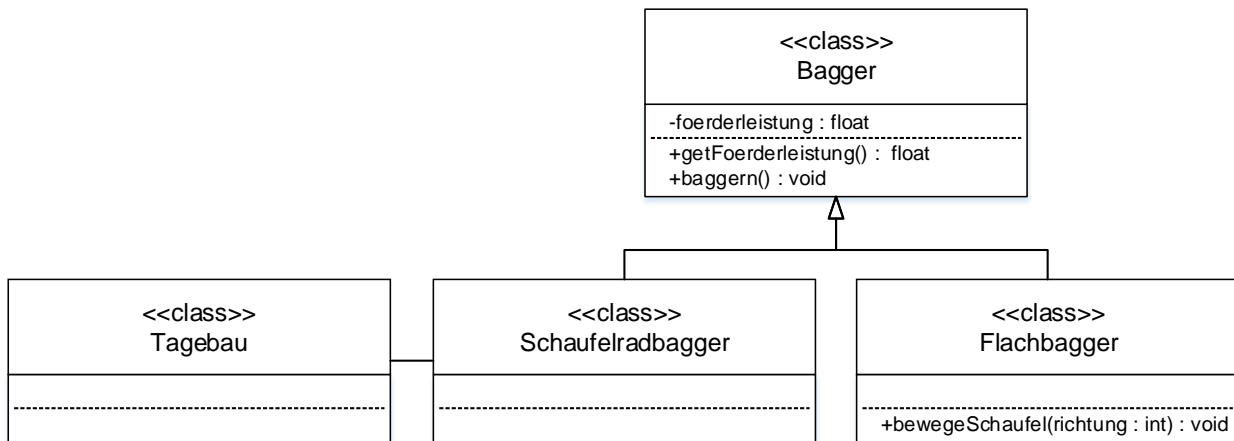 <<class>>
Bagger
-foerderleistung : float
+getFoerderleistung() : float
+baggern() : void
<<class>>
Tagebau
<<class>>
Schaufelradbagger
<<class>>
Flachbagger
+bewegeSchaufel(richtung : int) : void